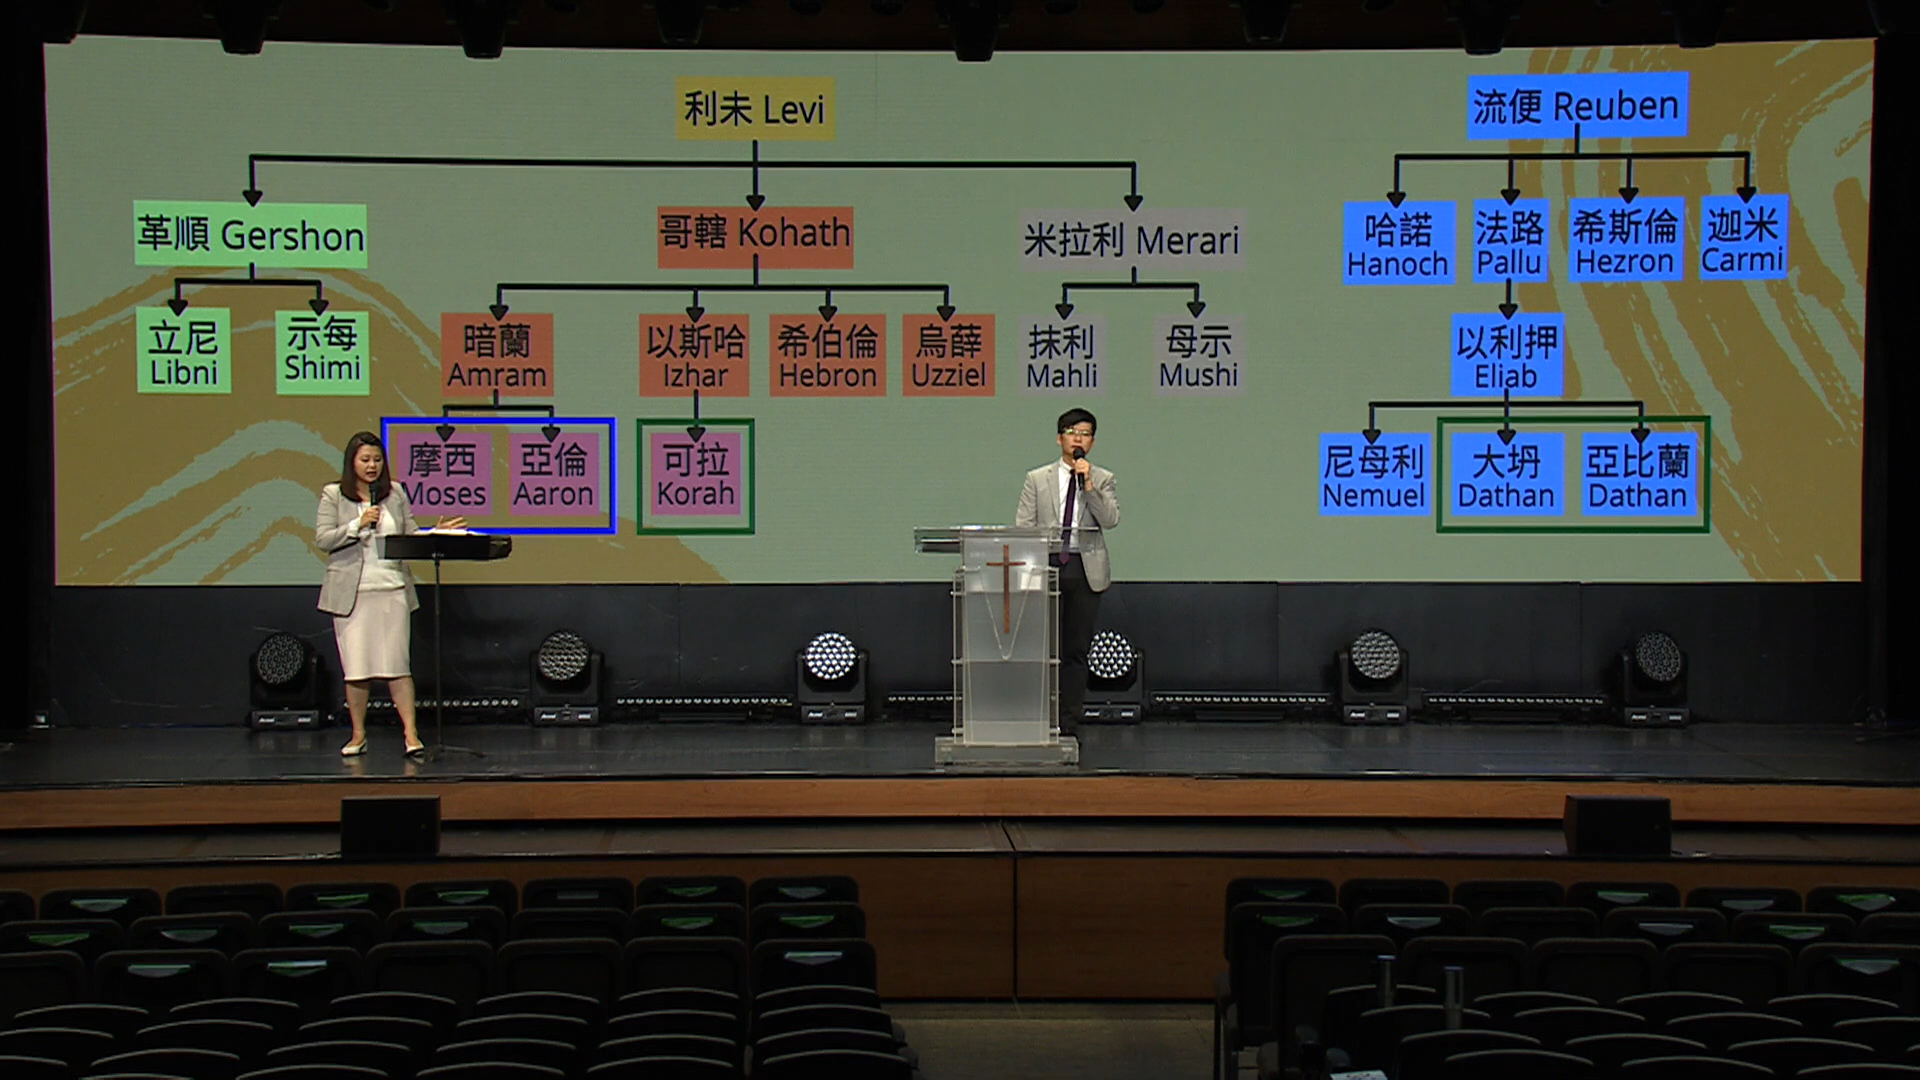 利未 Levi
流便 Reuben
革順 Gershon
哥轄 Kohath
米拉利 Merari
哈諾
Hanoch
法路
Pallu
希斯倫
Hezron
迦米
Carmi
立尼
Libni
示每
Shimi
暗蘭
Amram
以斯哈
Izhar
希伯倫
Hebron
烏薛
Uzziel
抹利
Mahli
母示
Mushi
以利押
Eliab
摩西
Moses
亞倫
Aaron
可拉
Korah
尼母利
Nemuel
大坍
Dathan
亞比蘭
Dathan